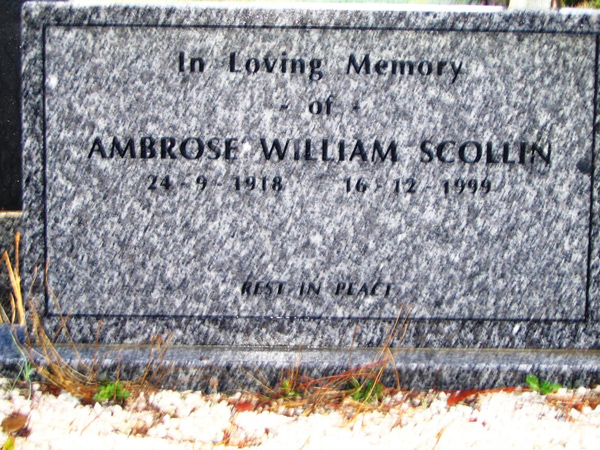 In Loving Memory
- of -
AMBROSE WILLIAM SCOLLIN
24-9-1918 16-12-1999
REST IN PEACE